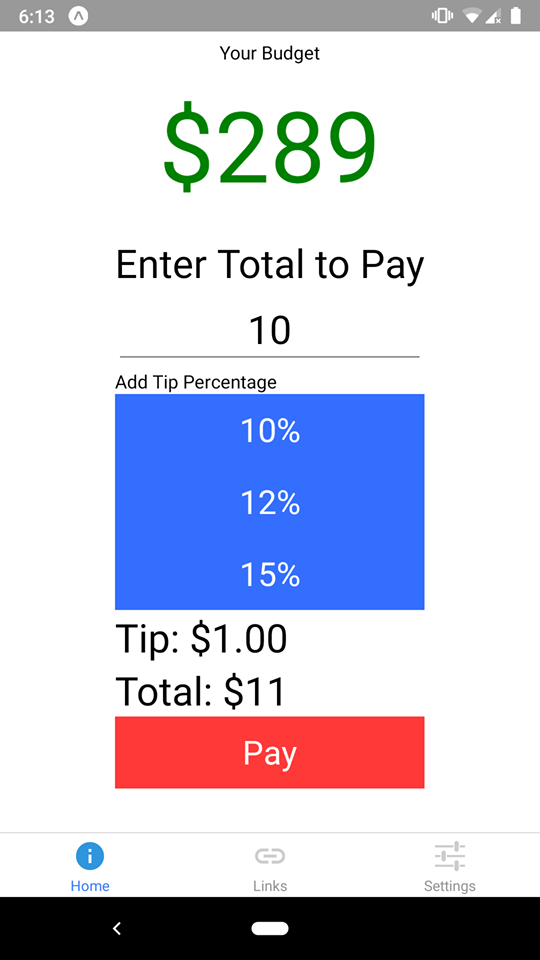 6:13
Your Budget
$289
Enter Total to Pay
10
Add Tip Percentage
10%
12%
15%
Tip: $1.00
Total: $11
Pay
Home Links Settings